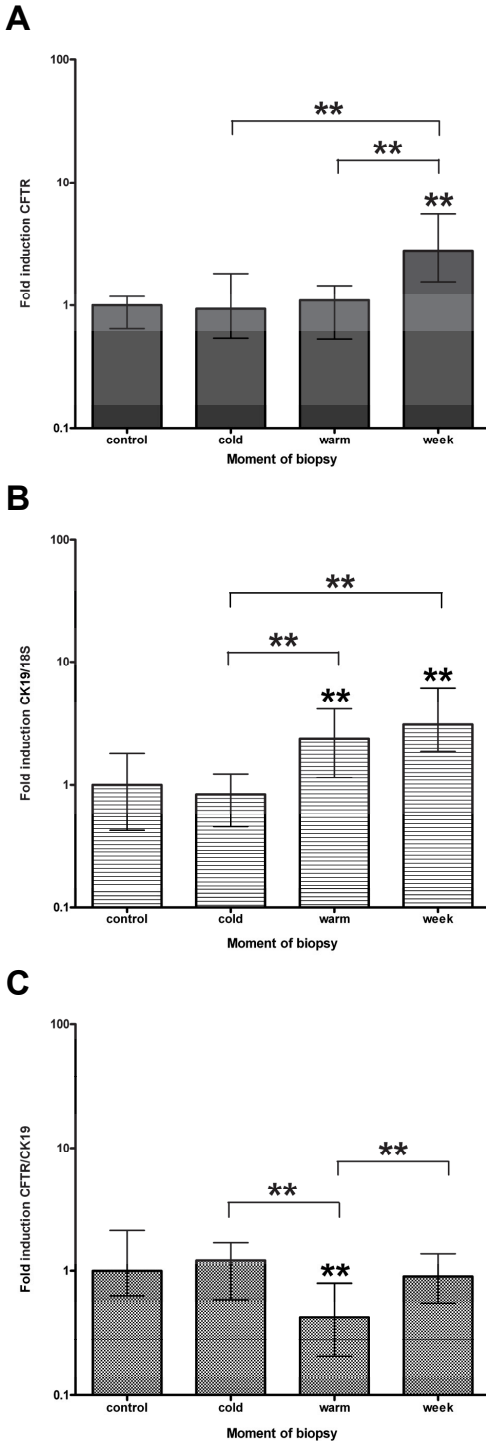 A
100
Fold induction CFTR
**
**
10
**
1
0.1
control cold warm week
Moment of biopsy
B
100
Fold induction CK19/18S
**
**
10
** **
1
0.1
control cold warm week
Moment of biopsy
C
100
Fold induction CFTR/CK19
10
**
**
1
**
0.1
control cold warm week
Moment of biopsy